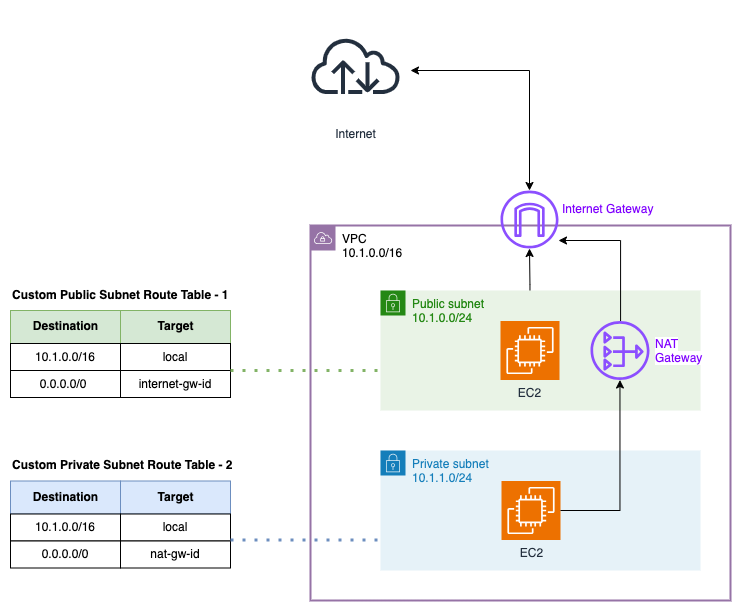 Internet
Internet Gateway
VPC
10.1.0.0/16
Custom Public Subnet Route Table - 1
Destination Target
10.1.0.0/16 local
0.0.0.0/0 internet-gw-id
Public subnet
10.1.0.0/24
EC2
NAT
Gateway
Custom Private Subnet Route Table - 2
Destination Target
10.1.0.0/16 local
0.0.0.0/0 nat-gw-id
Private subnet
10.1.1.0/24
EC2